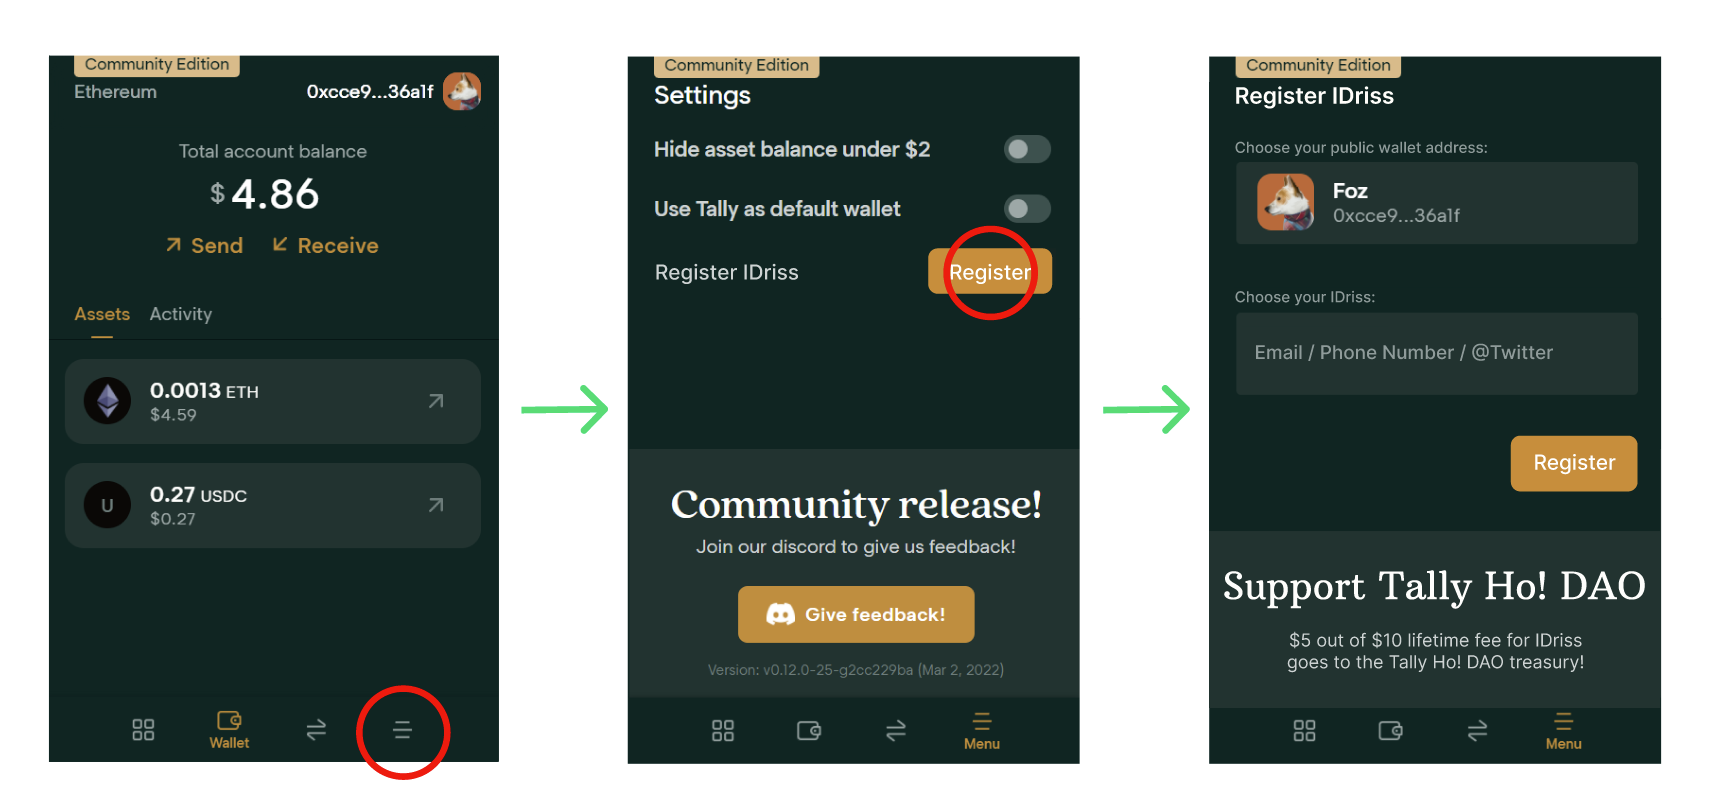 Community Edition
Ethereum
0xcce9...36a1f
Total account balance
$4.86
Send
Receive
Assets
Activity
0.0013 ETH
$4.59
U
0.27 USDC
$0.27
Wallet
Community Edition
Settings
Hide asset balance under $2
Use Tally as default wallet
Register IDriss
Register
Community release!
Join our discord to give us feedback!
Give feedback!
Version: v0.12.0-25-g2cc229ba (Mar 2, 2022)
Menu
Community Edition
Register IDriss
Choose your public wallet address:
Foz
0xcce9...36a1f
Choose your IDriss:
Email / Phone Number / @Twitter
Register
Support Tally Ho! DAO
$5 out of $10 lifetime fee for IDriss
goes to the Tally Ho! DAO treasury!
Menu